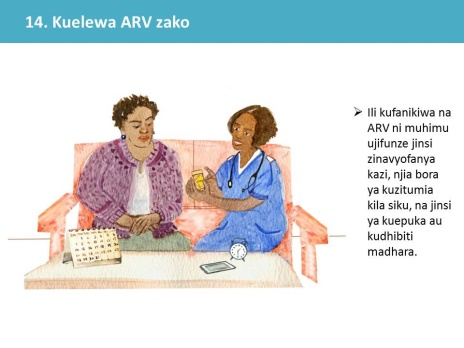 14. Kuelewa ARV zako
➢ Ili kufanikiwa na
ARV ni muhimu
ujifunze jinsi
zinavyofanya
kazi, njia bora
ya kuzitumia
kila siku, na jinsi
ya kuepuka au
kudhibiti
madhara.